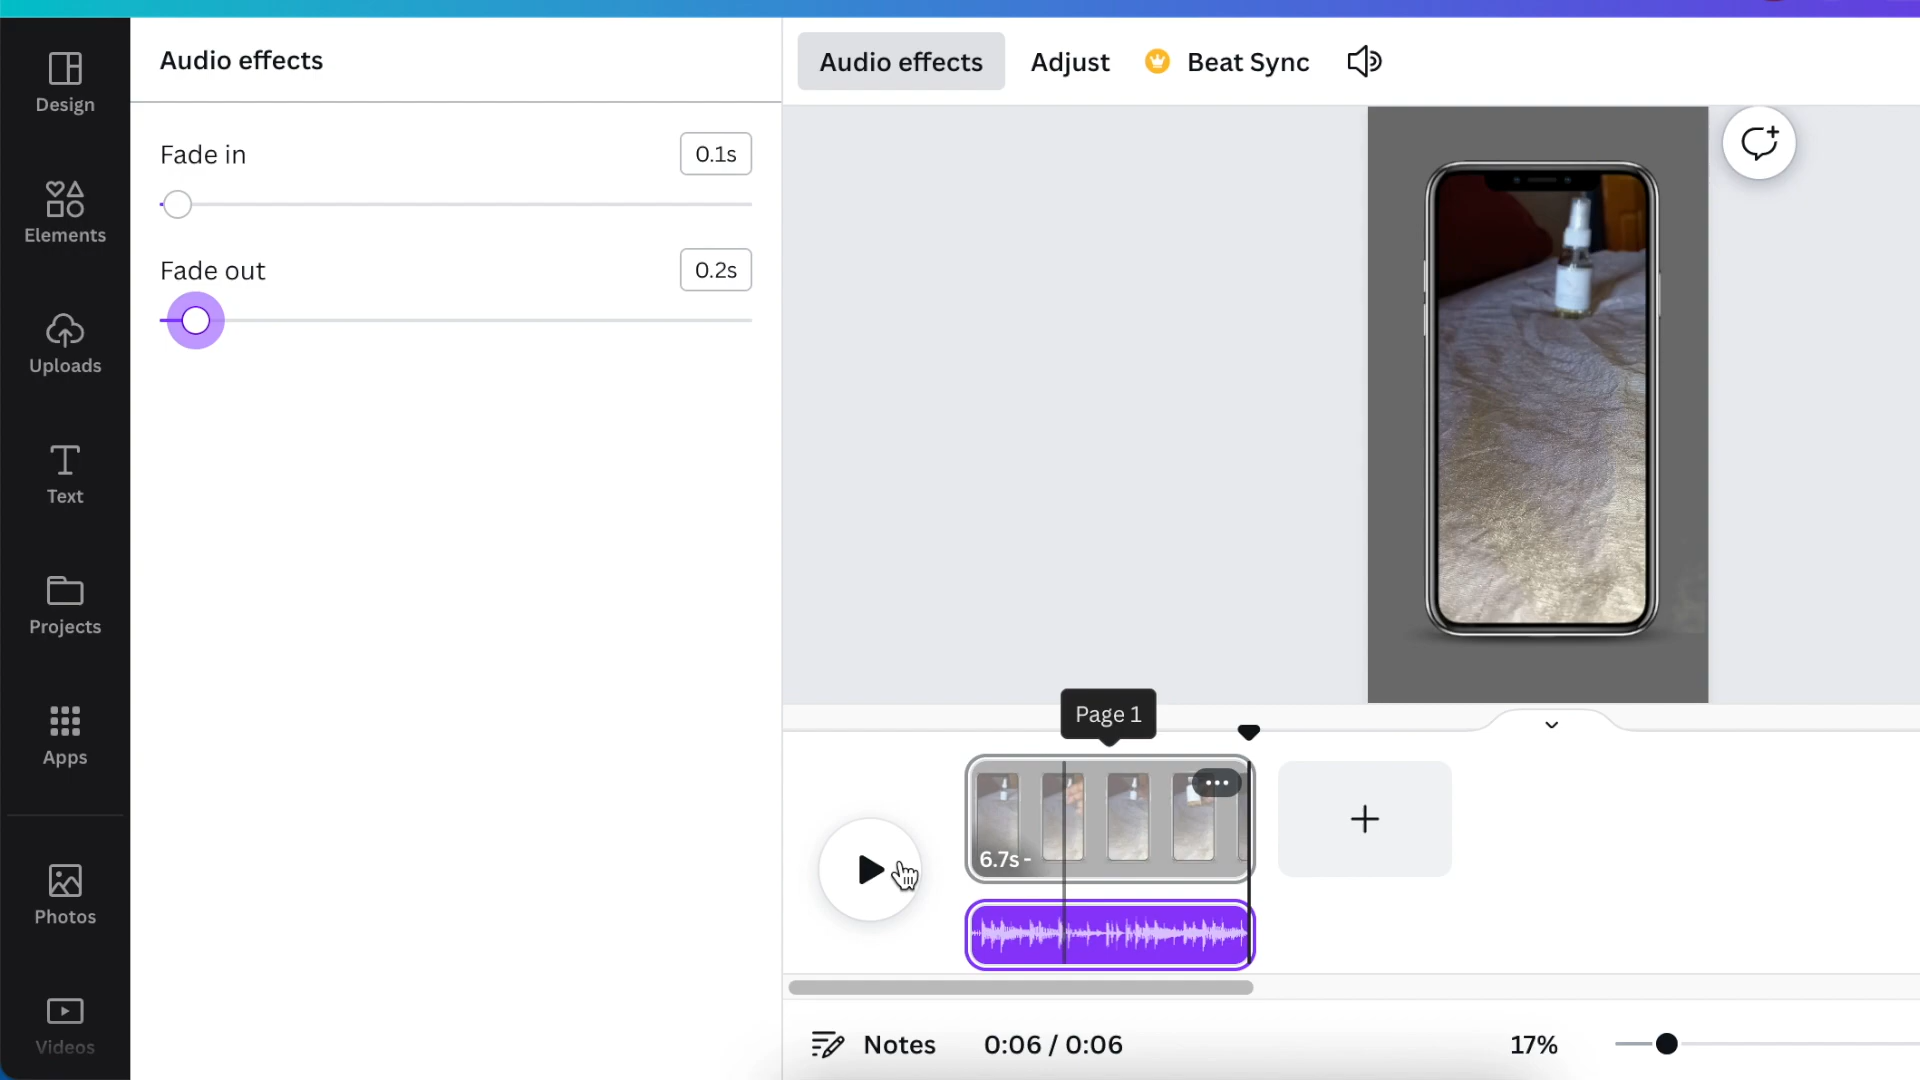 Design
Elements
Uploads
Text
Projects
Apps
Photos
Videos
Audio effects
Fade in
0.1s
Fade out
0.2s
Audio effects
Adjust
Beat Sync
Page 1
6.7s -
Notes
0:06 / 0:06
17%